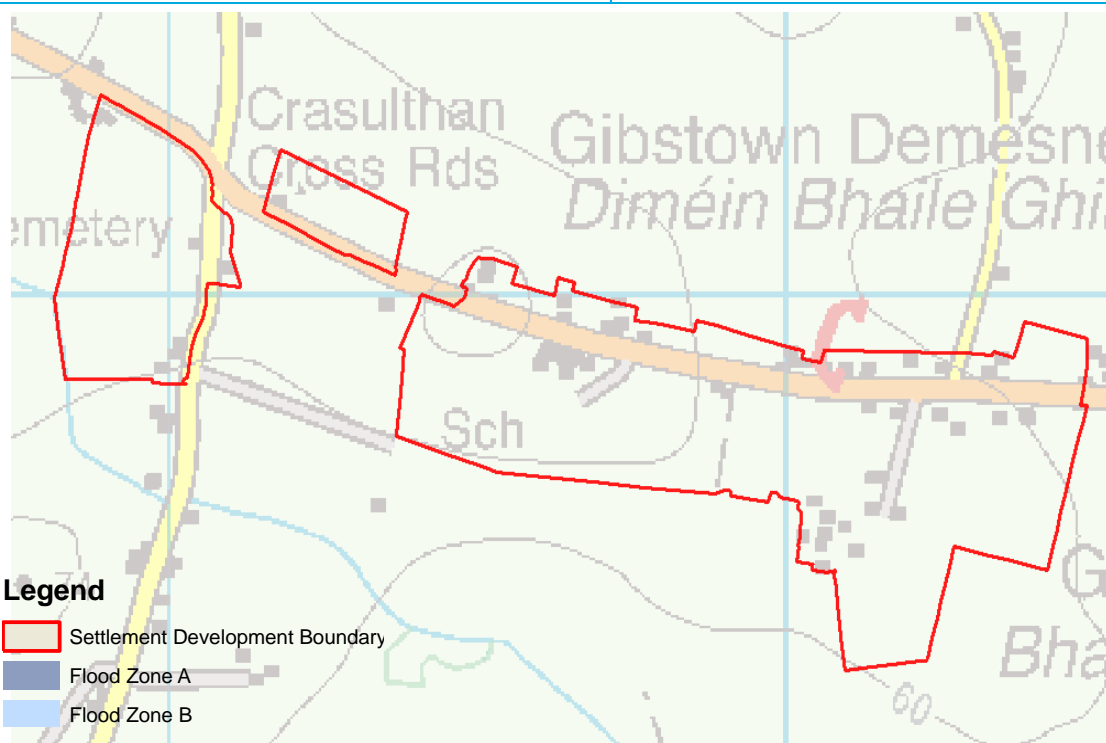 Crasulthan
Cross Rds
Gibstown Demesne
Diméin Bhaile Ghi
emetery
Sch
G
Bha
60
Legend
Settlement Development Boundary
Flood Zone A
Flood Zone B